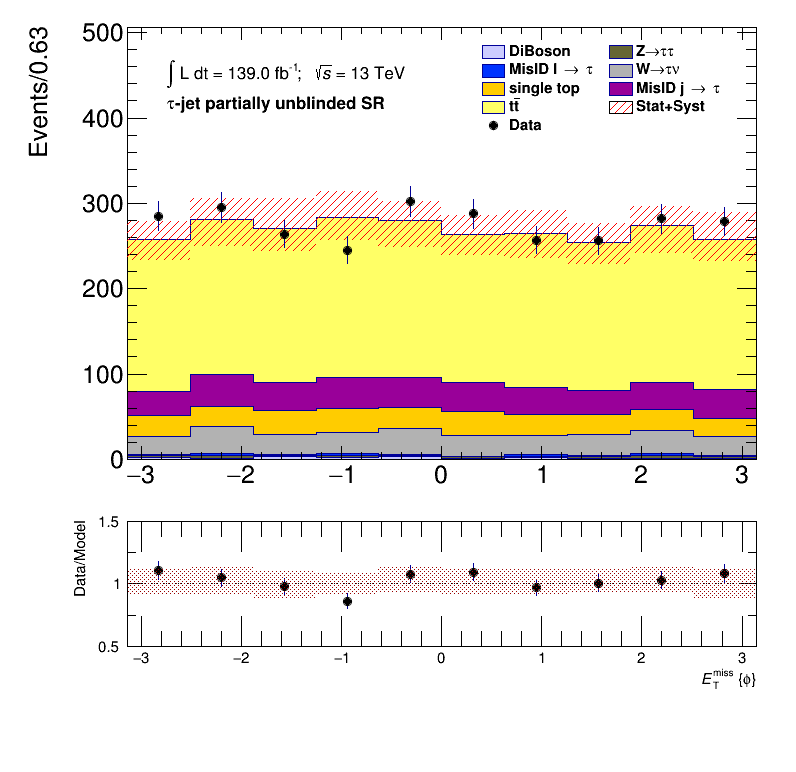 Events/0.63
500
400
300
200
100
0
∫ L dt = 139.0 fb⁻¹; √s = 13 TeV
τ-jet partially unblinded SR
DiBoson
Z→ττ
MisID l → τ
W→τν
single top
MisID j → τ
tt̄
Stat+Syst
Data
−3 −2 −1 0 1 2 3
Data/Model
1.5
1
0.5
−3 −2 −1 0 1 2 3
E_T^miss {ϕ}